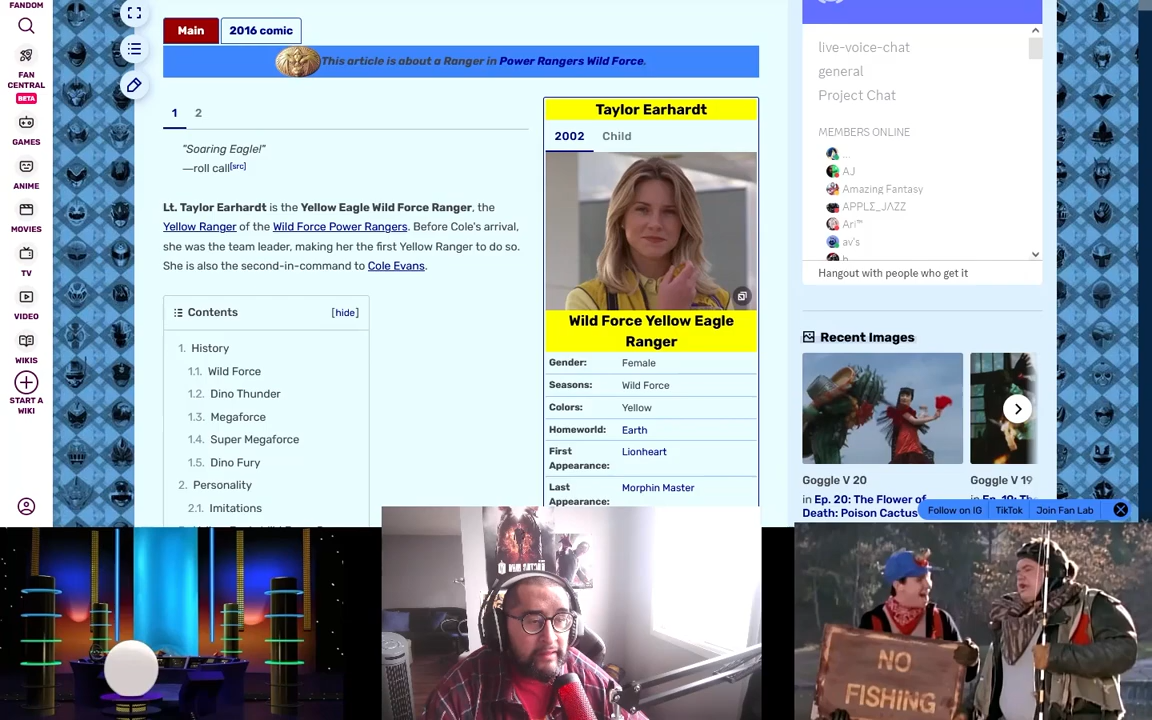 FANDOM
FAN
CENTRAL
BETA
GAMES
ANIME
MOVIES
TV
VIDEO
WIKIS
START A
WIKI
Main
2016 comic
This article is about a Ranger in Power Rangers Wild Force.
1 2
"Soaring Eagle!"
—roll call[src]
Lt. Taylor Earhardt is the Yellow Eagle Wild Force Ranger, the
Yellow Ranger of the Wild Force Power Rangers. Before Cole's arrival,
she was the team leader, making her the first Yellow Ranger to do so.
She is also the second-in-command to Cole Evans.
Contents [hide]
1. History
1.1. Wild Force
1.2. Dino Thunder
1.3. Megaforce
1.4. Super Megaforce
1.5. Dino Fury
2. Personality
2.1. Imitations
Taylor Earhardt
2002 Child
Wild Force Yellow Eagle
Ranger
Gender: Female
Seasons: Wild Force
Colors: Yellow
Homeworld: Earth
First
Appearance: Lionheart
Last
Appearance: Morphin Master
live-voice-chat
general
Project Chat
MEMBERS ONLINE
...
AJ
Amazing Fantasy
APPLΣ_JΛZZ
Ari™
av's
Hangout with people who get it
Recent Images
Goggle V 20
in Ep. 20: The Flower of
Death: Poison Cactus
Goggle V 19
Follow on IG
TikTok
Join Fan Lab
NO
FISHING